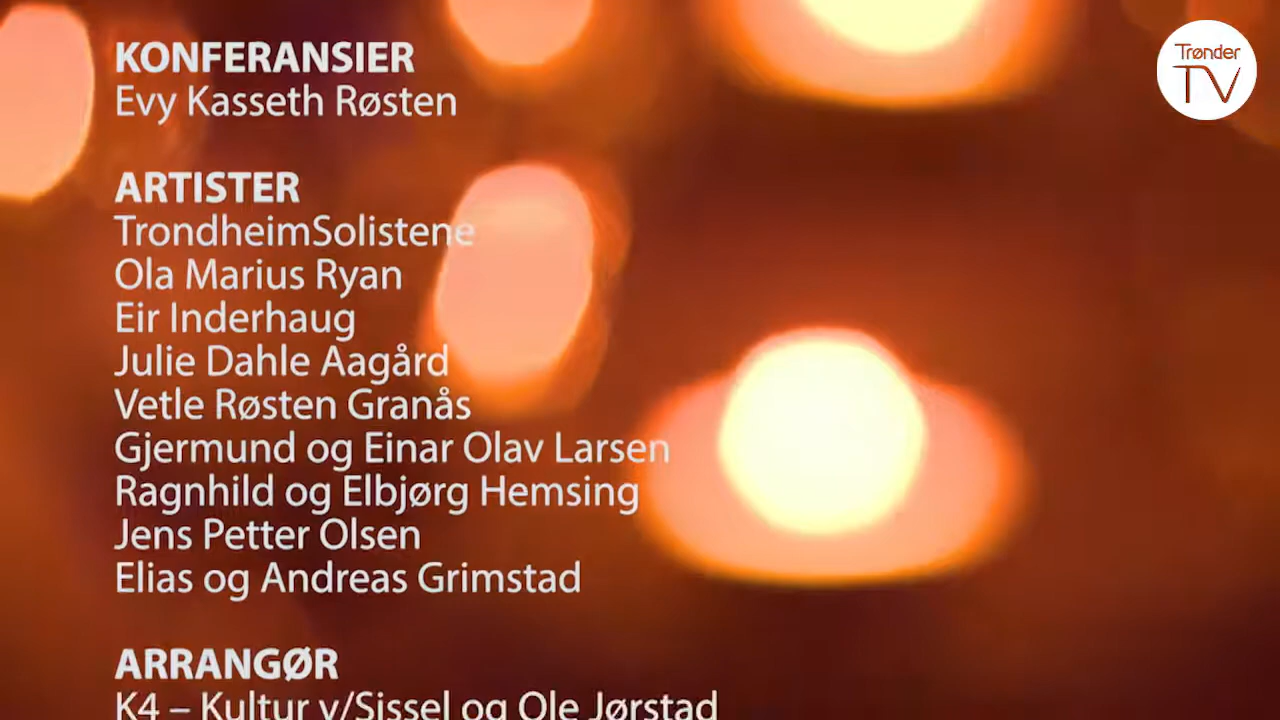 KONFERANSIER
Evy Kasseth Røsten
ARTISTER
TrondheimSolistene
Ola Marius Ryan
Eir Inderhaug
Julie Dahle Aagård
Vetle Røsten Granås
Gjermund og Einar Olav Larsen
Ragnhild og Elbjørg Hemsing
Jens Petter Olsen
Elias og Andreas Grimstad
ARRANGØR
K4 – Kultur v/Sissel og Ole Jørstad
Trønder
TV